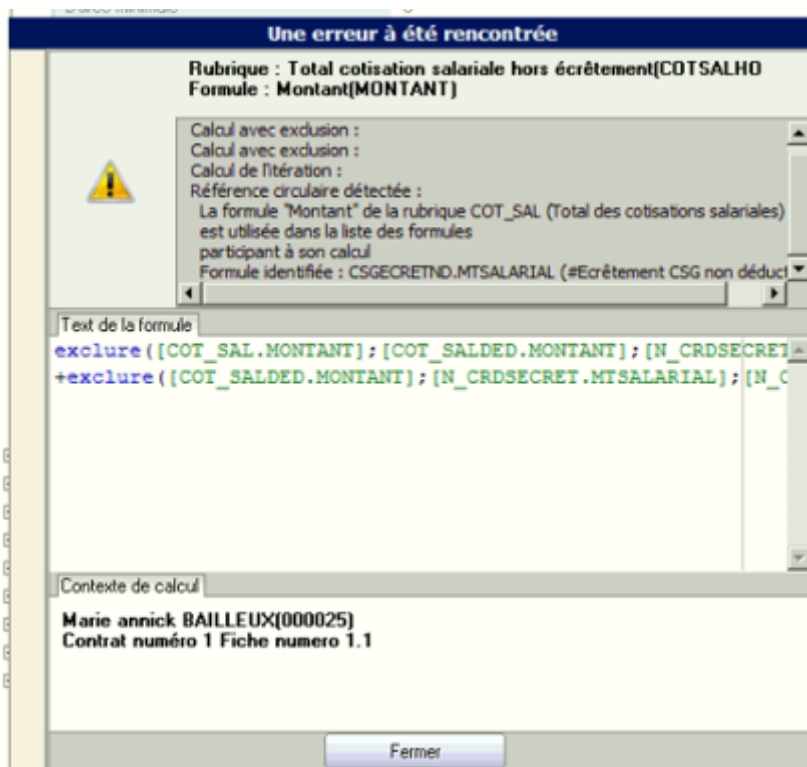 Une erreur à été rencontrée
Rubrique : Total cotisation salariale hors écrêtement(COTSALHO
Formule : Montant(MONTANT)
Calcul avec exclusion :
Calcul avec exclusion :
Calcul de l'itération :
Référence circulaire détectée :
La formule "Montant" de la rubrique COT_SAL (Total des cotisations salariales)
est utilisée dans la liste des formules
participant à son calcul
Formule identifiée : CSGECRETND.MTSALARIAL (#Ecrêtement CSG non déduct
Text de la formule
exclure([COT_SAL.MONTANT];[COT_SALDED.MONTANT];[N_CRDSECRET
+exclure([COT_SALDED.MONTANT];[N_CRDSECRET.MTSALARIAL];[N_C
Contexte de calcul
Marie annick BAILLEUX(000025)
Contrat numéro 1 Fiche numero 1.1
Fermer